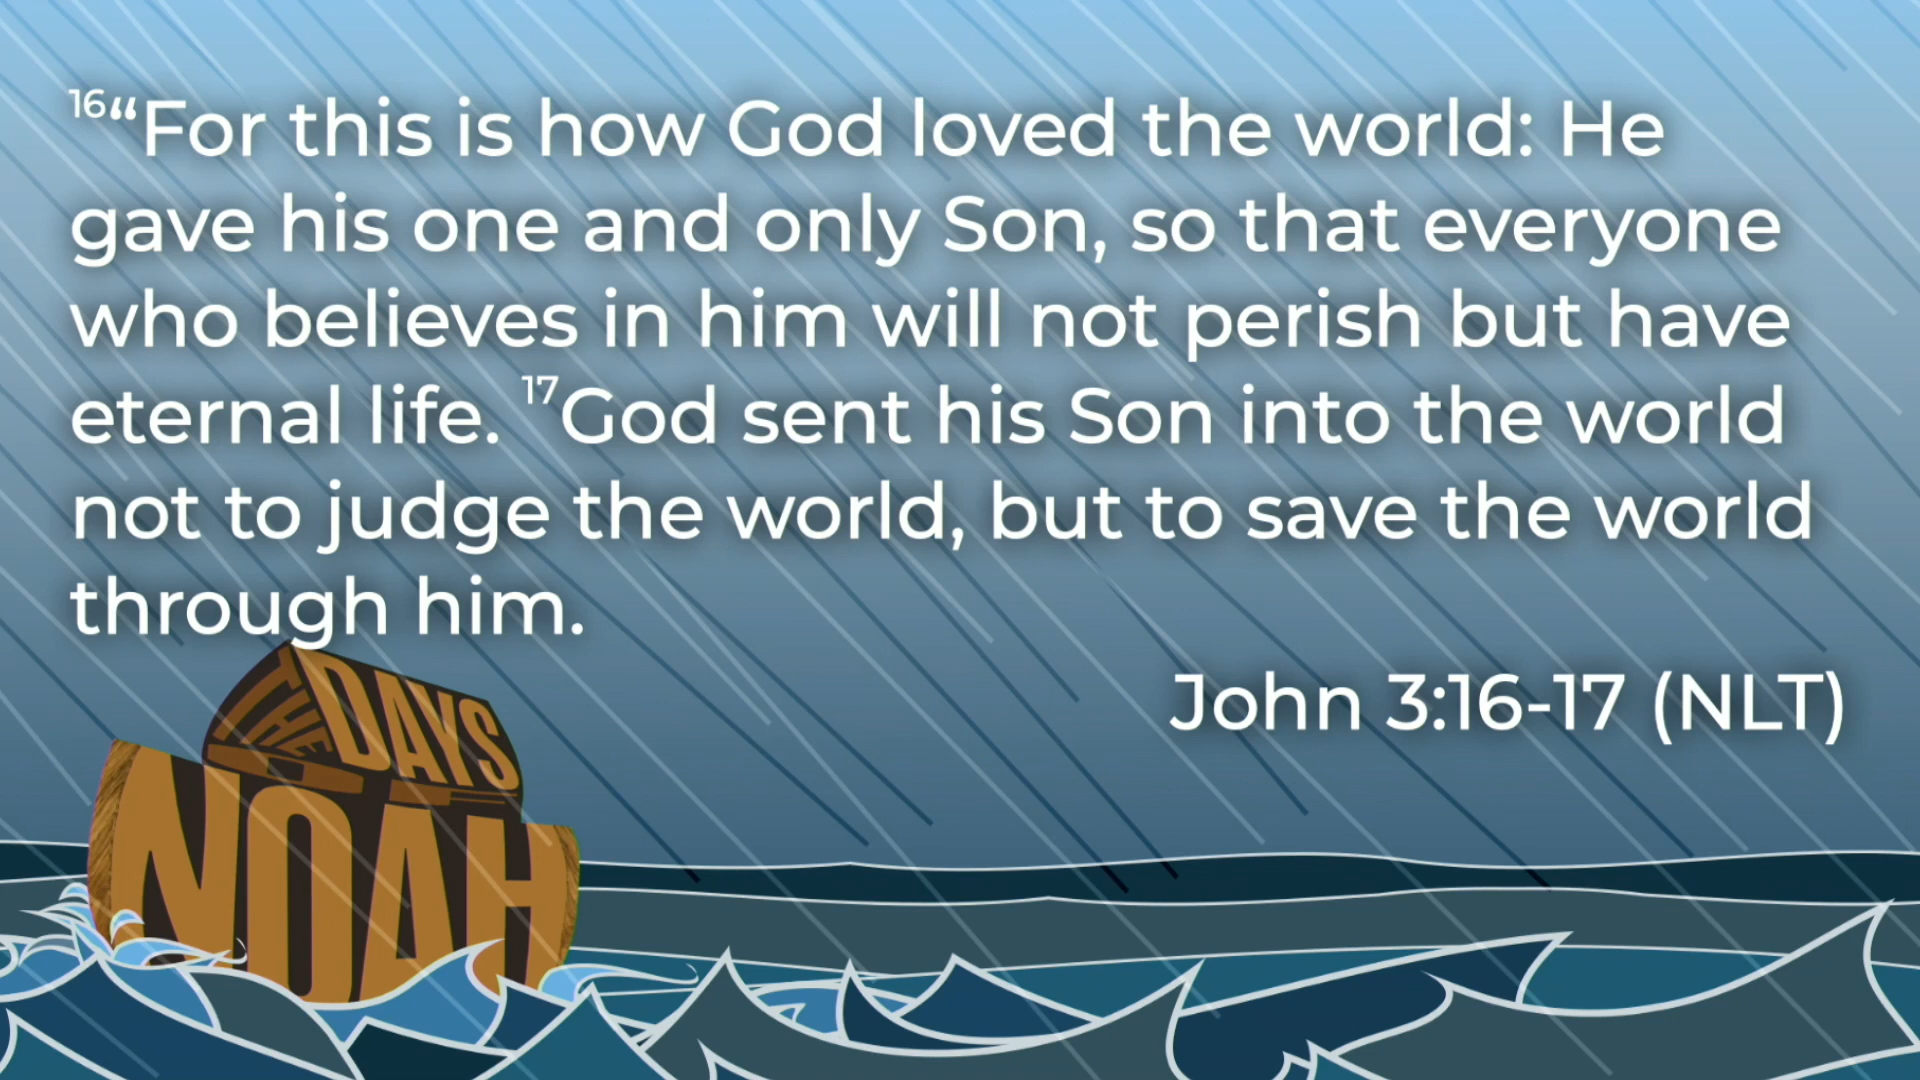 16“For this is how God loved the world: He
gave his one and only Son, so that everyone
who believes in him will not perish but have
eternal life. 17God sent his Son into the world
not to judge the world, but to save the world
through him.
John 3:16-17 (NLT)
THE DAYS
NOAH